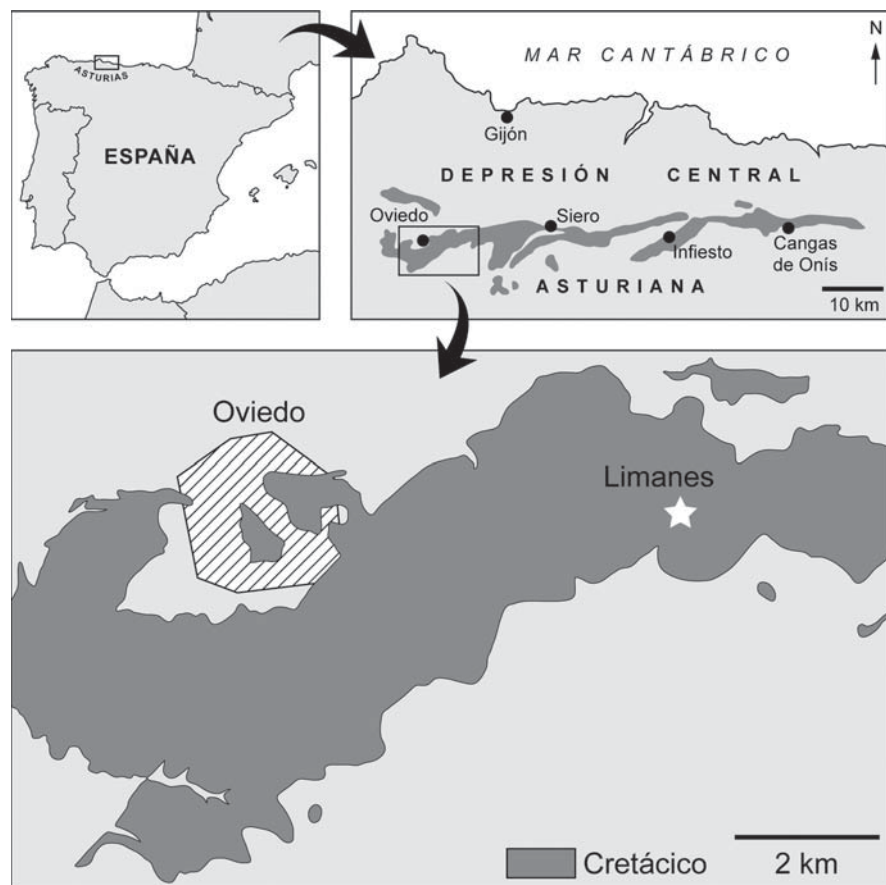 ASTURIAS
ESPAÑA
N
MAR CANTÁBRICO
Gijón
DEPRESIÓN CENTRAL
Oviedo
Siero
Infiesto
Cangas
de Onís
ASTURIANA
10 km
Oviedo
Limanes
Cretácico
2 km